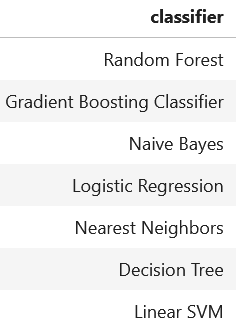 classifier
Random Forest
Gradient Boosting Classifier
Naive Bayes
Logistic Regression
Nearest Neighbors
Decision Tree
Linear SVM